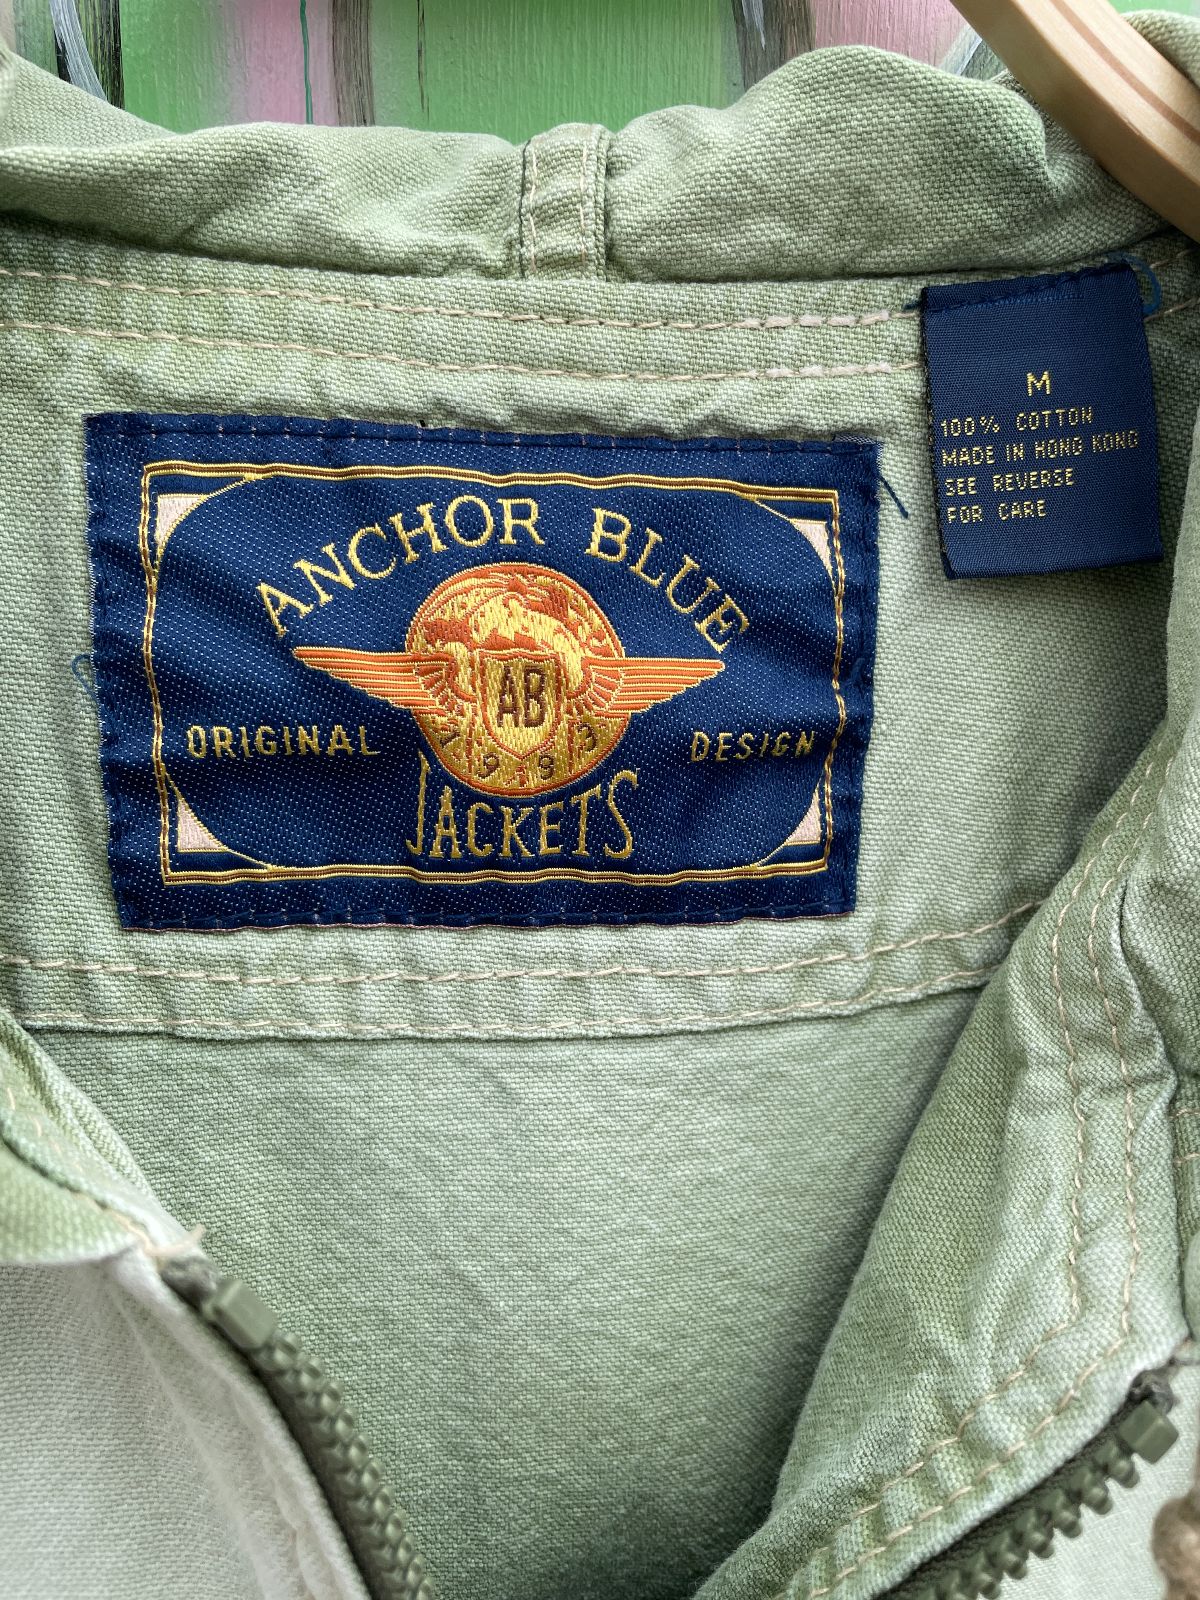 ANCHOR BLUE
AB
1993
ORIGINAL DESIGN
JACKETS
M
100% COTTON
MADE IN HONG KONG
SEE REVERSE
FOR CARE